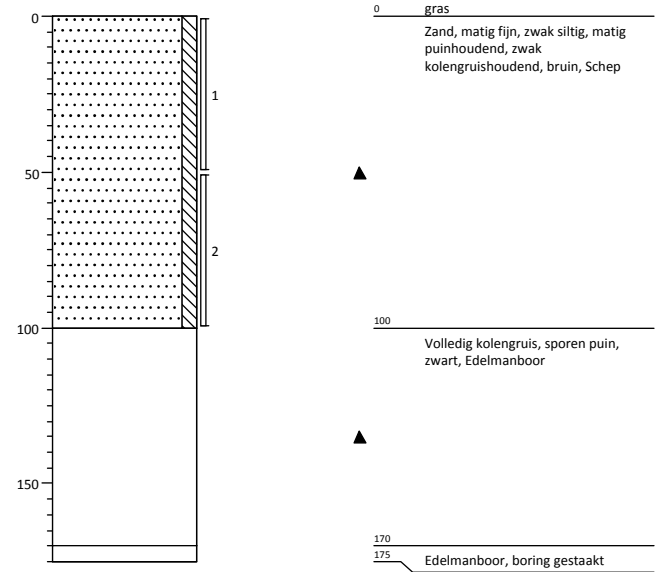 0
50
100
150
1
2
0
gras
Zand, matig fijn, zwak siltig, matig
puinhoudend, zwak
kolengruishoudend, bruin, Schep
100
Volledig kolengruis, sporen puin,
zwart, Edelmanboor
170
175
Edelmanboor, boring gestaakt